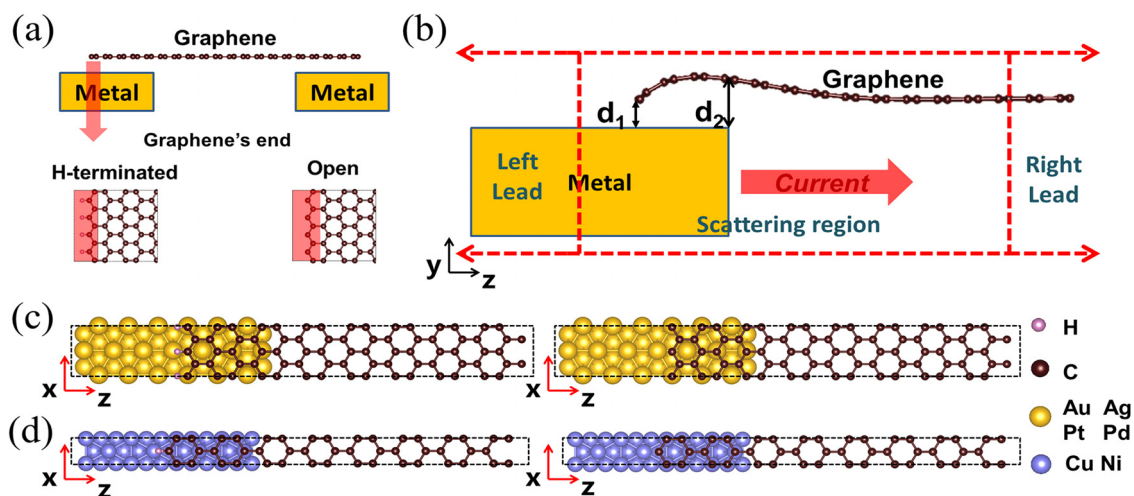 (a)
Graphene
Metal
Metal
Graphene's end
H-terminated
Open
(b)
Graphene
d1
d2
Left
Lead
Metal
Current
Right
Lead
Scattering region
y
z
(c)
x
z
x
z
H
C
Au Ag
Pt Pd
(d)
x
z
x
z
Cu Ni